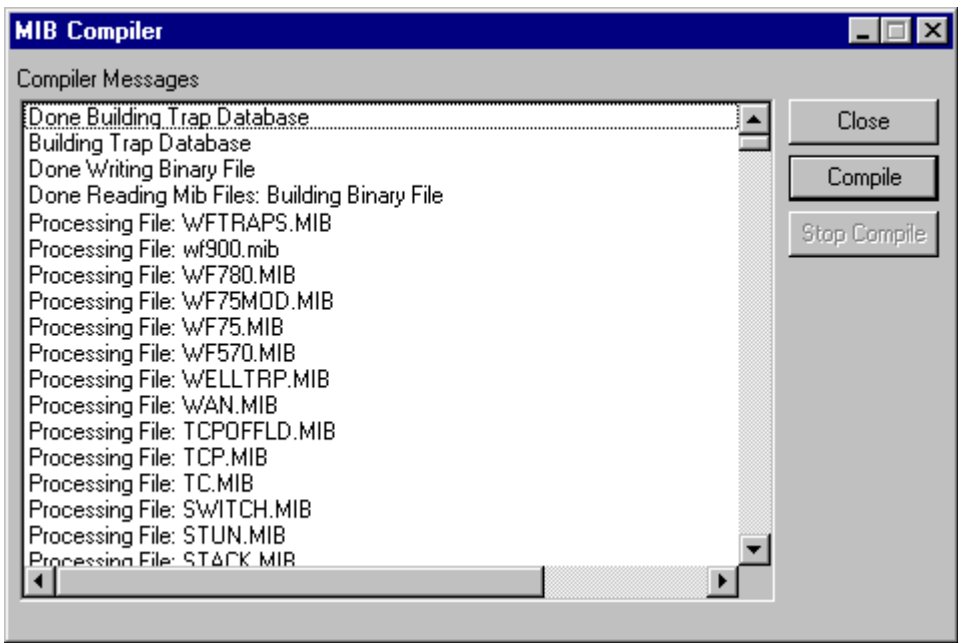 MIB Compiler
Compiler Messages
Done Building Trap Database
Building Trap Database
Done Writing Binary File
Done Reading Mib Files: Building Binary File
Processing File: WFTRAPS.MIB
Processing File: wf900.mib
Processing File: WF780.MIB
Processing File: WF75MOD.MIB
Processing File: WF75.MIB
Processing File: WF570.MIB
Processing File: WELLTRP.MIB
Processing File: WAN.MIB
Processing File: TCPOFFLD.MIB
Processing File: TCP.MIB
Processing File: TC.MIB
Processing File: SWITCH.MIB
Processing File: STUN.MIB
Processing File: STACK.MIB
Close
Compile
Stop Compile